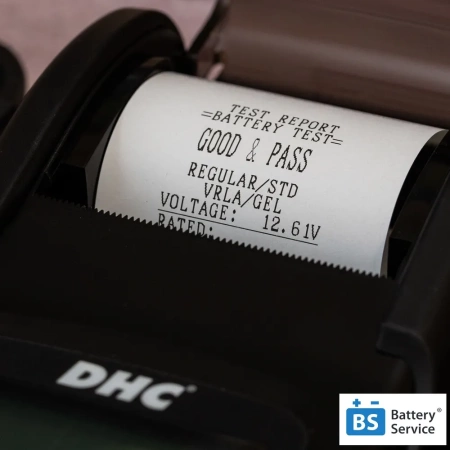 TEST REPORT
=BATTERY TEST=
GOOD & PASS
REGULAR/STD
VRLA/GEL
VOLTAGE: 12.61V
RATED:
DHC
BS Battery®
Service